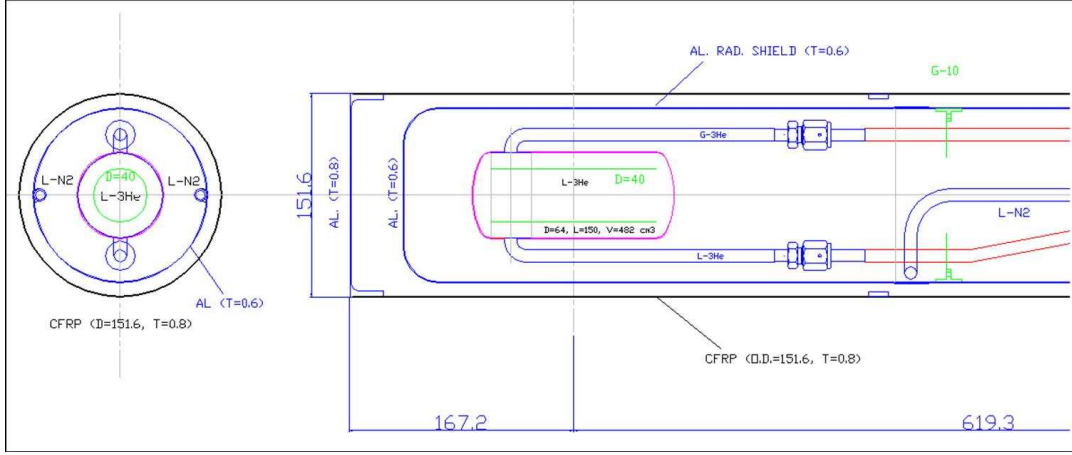 AL. RAD. SHIELD (T=0.6)
G-10
G-3He
L-N2
D=40
L-N2
L-3He
151.6
AL. (T=0.8)
AL. (T=0.6)
L-3He
D=40
D=64, L=150, V=482 cm3
L-N2
L-3He
AL (T=0.6)
CFRP (D=151.6, T=0.8)
CFRP (O.D.=151.6, T=0.8)
167.2
619.3